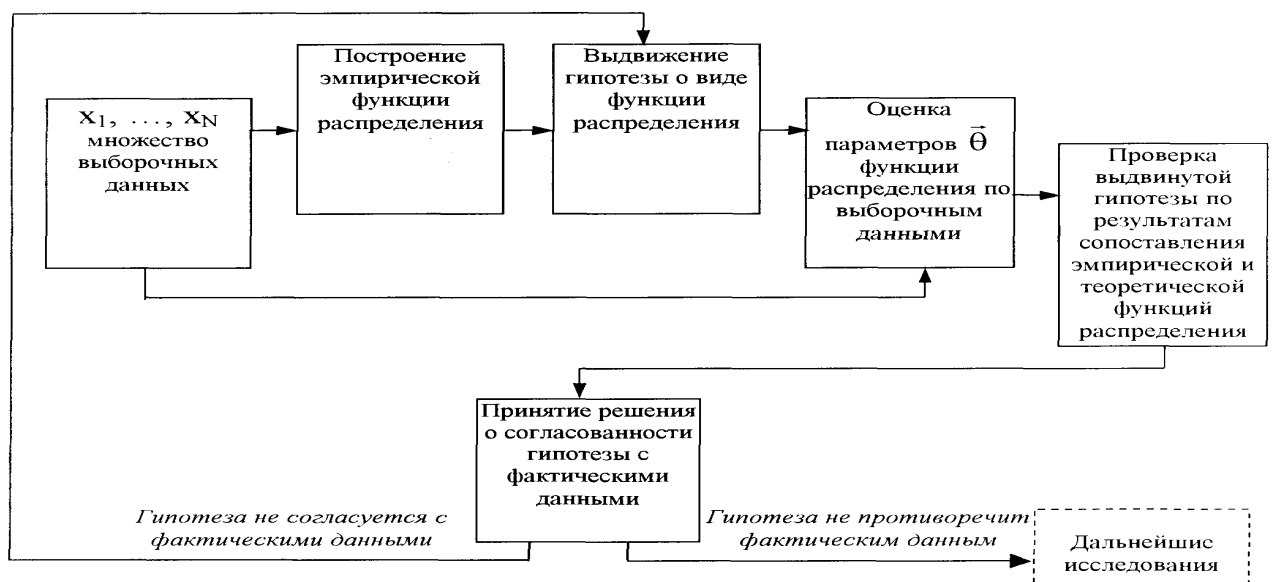 X1, ..., XN
множество
выборочных
данных
Построение
эмпирической
функции
распределения
Выдвижение
гипотезы о виде
функции
распределения
Оценка
параметров θ⃗
функции
распределения по
выборочным
данными
Проверка
выдвинутой
гипотезы по
результатам
сопоставления
эмпирической и
теоретической
функций
распределения
Принятие решения
о согласованности
гипотезы с
фактическими
данными
Гипотеза не согласуется с
фактическими данными
Гипотеза не противоречит
фактическим данным
Дальнейшис
исследования